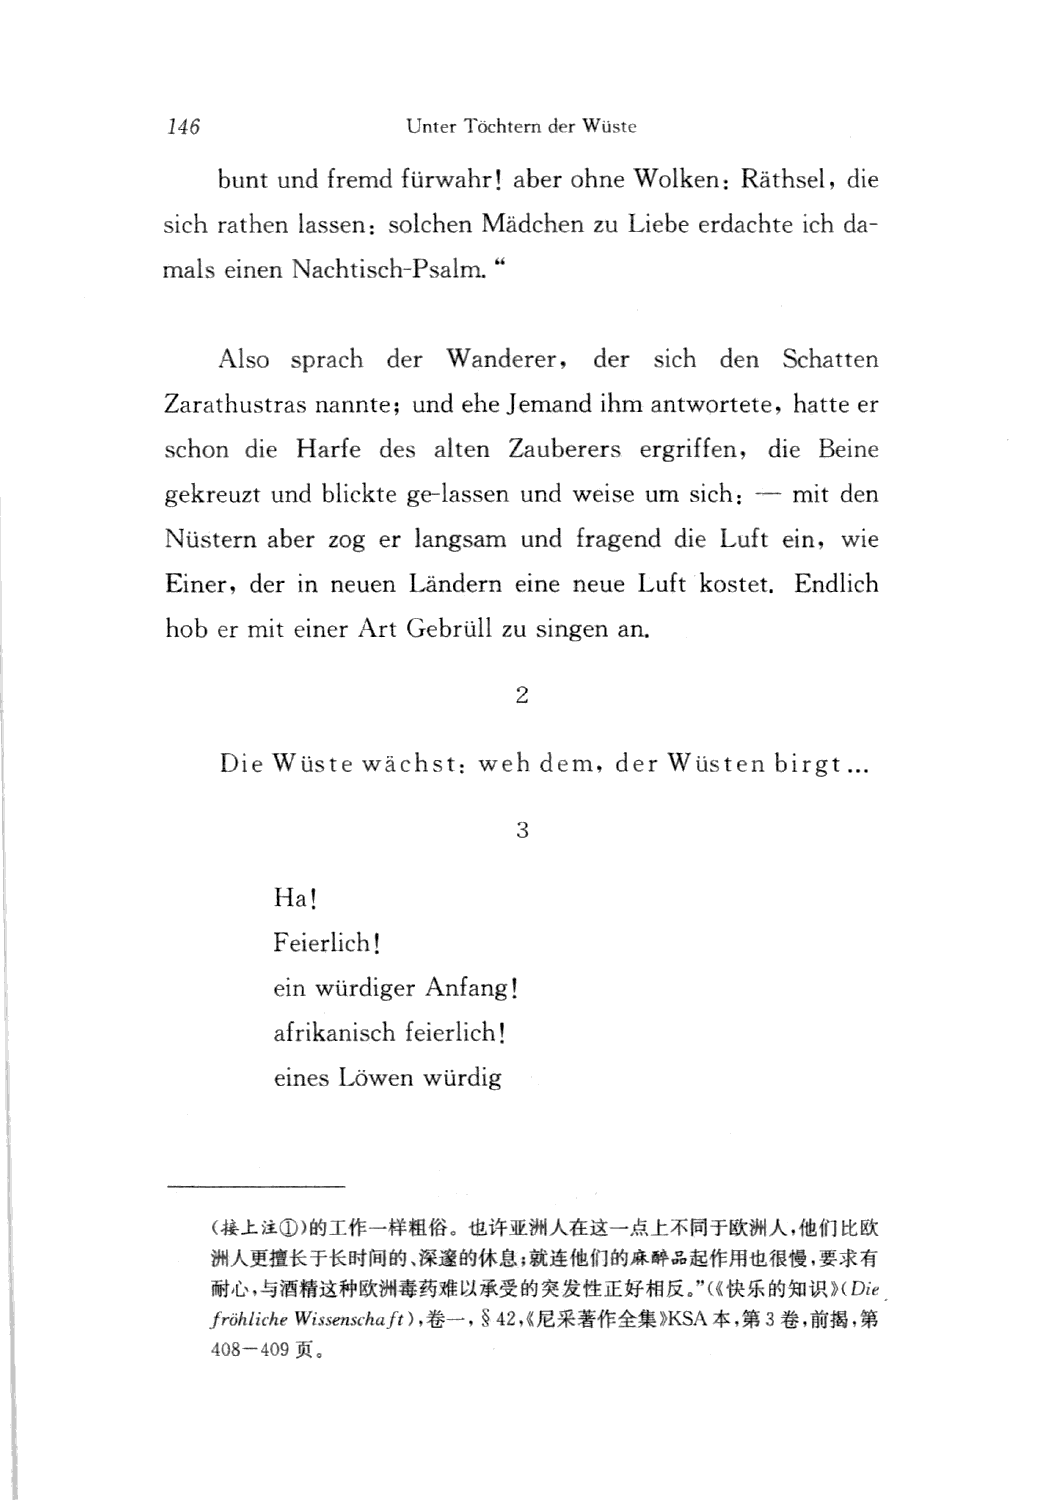 146 Unter Töchtern der Wüste
bunt und fremd fürwahr! aber ohne Wolken: Räthsel, die
sich rathen lassen: solchen Mädchen zu Liebe erdachte ich da-
mals einen Nachtisch-Psalm.“
Also sprach der Wanderer, der sich den Schatten
Zarathustras nannte; und ehe Jemand ihm antwortete, hatte er
schon die Harfe des alten Zauberers ergriffen, die Beine
gekreuzt und blickte ge-lassen und weise um sich: — mit den
Nüstern aber zog er langsam und fragend die Luft ein, wie
Einer, der in neuen Ländern eine neue Luft kostet. Endlich
hob er mit einer Art Gebrüll zu singen an.
2
Die Wüste wächst: weh dem, der Wüsten birgt...
3
Ha!
Feierlich!
ein würdiger Anfang!
afrikanisch feierlich!
eines Löwen würdig
(接上注①)的工作一样粗俗。也许亚洲人在这一点上不同于欧洲人,他们比欧
洲人更擅长于长时间的、深邃的休息;就连他们的麻醉品起作用也很慢,要求有
耐心,与酒精这种欧洲毒药难以承受的突发性正好相反。”(《快乐的知识》(Die
fröhliche Wissenschaft),卷一,§ 42,《尼采著作全集》KSA 本,第 3 卷,前揭,第
408—409 页。